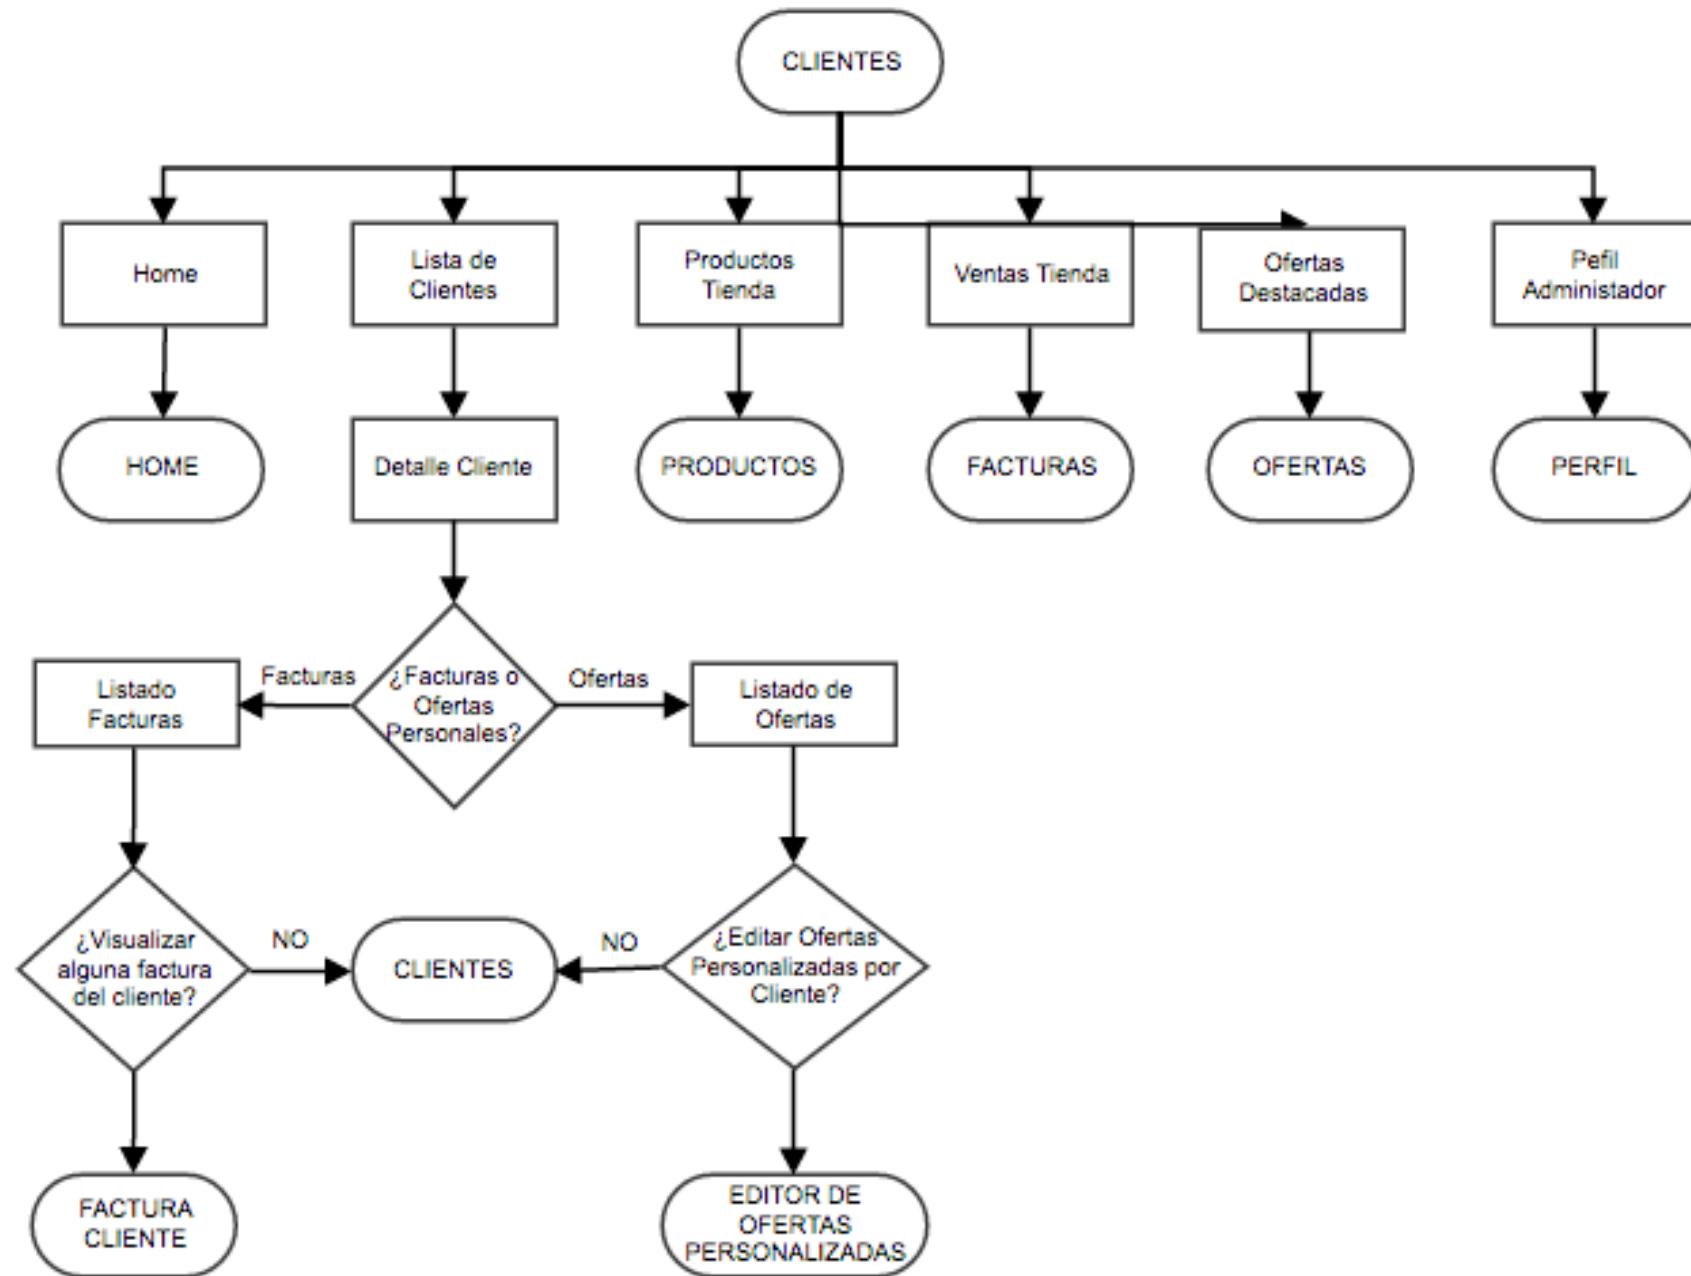 CLIENTES
Home
Lista de
Clientes
Productos
Tienda
Ventas Tienda
Ofertas
Destacadas
Pefil
Administador
HOME
Detalle Cliente
PRODUCTOS
FACTURAS
OFERTAS
PERFIL
Listado
Facturas
Facturas
¿Facturas o
Ofertas
Personales?
Ofertas
Listado de
Ofertas
¿Visualizar
alguna factura
del cliente?
NO
CLIENTES
NO
¿Editar Ofertas
Personalizadas por
Cliente?
FACTURA
CLIENTE
EDITOR DE
OFERTAS
PERSONALIZADAS